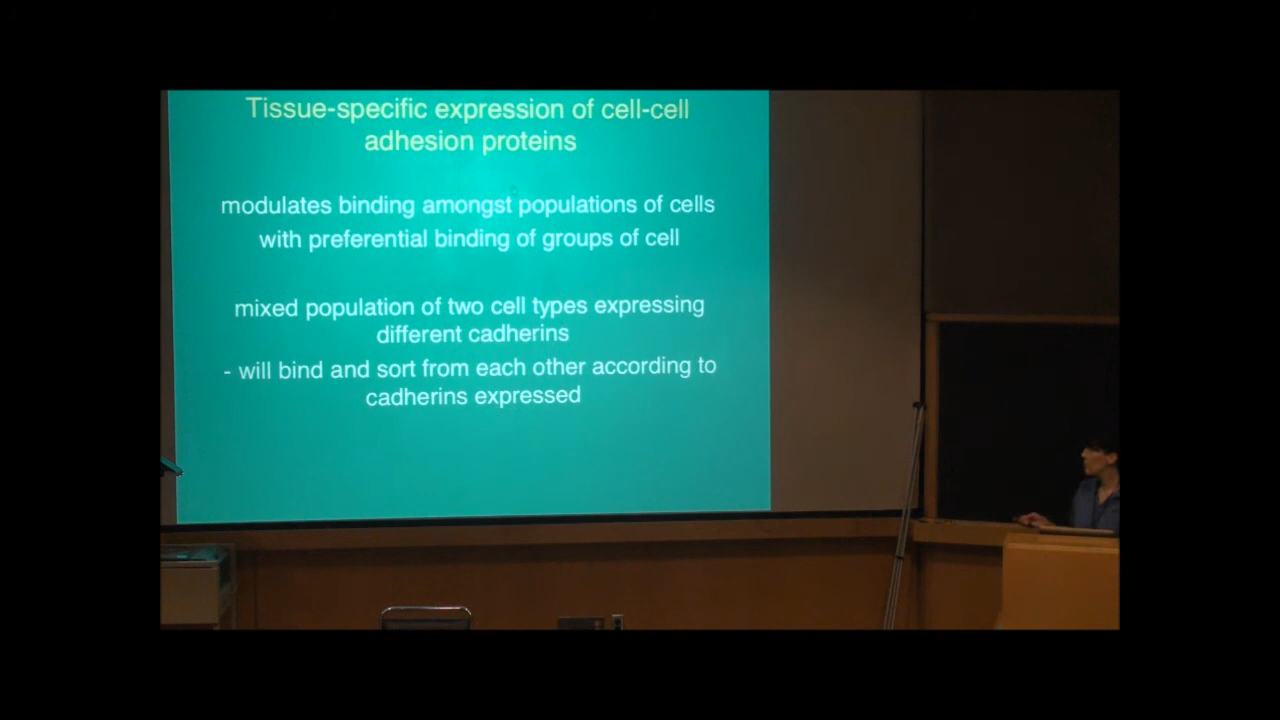 Tissue-specific expression of cell-cell
adhesion proteins
modulates binding amongst populations of cells
with preferential binding of groups of cell
mixed population of two cell types expressing
different cadherins
- will bind and sort from each other according to
cadherins expressed